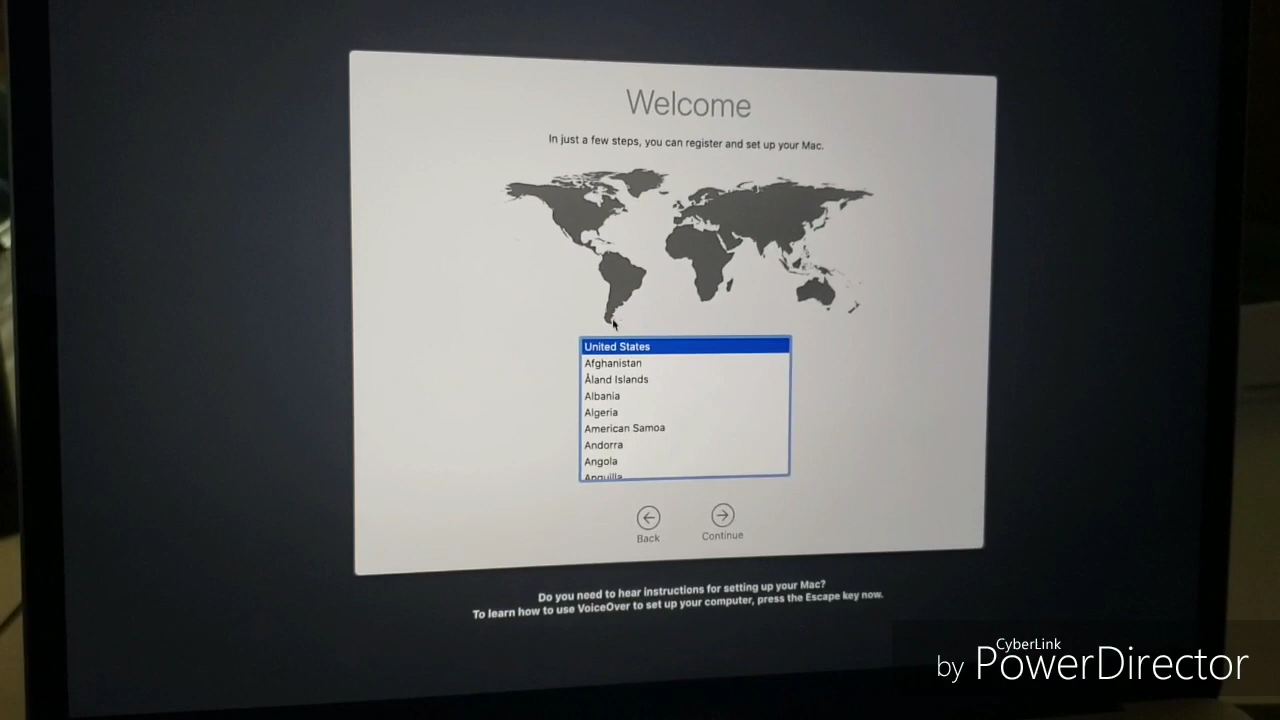 Welcome
In just a few steps, you can register and set up your Mac.
United States
Afghanistan
Åland Islands
Albania
Algeria
American Samoa
Andorra
Angola
Anguilla
Back
Continue
Do you need to hear instructions for setting up your Mac?
To learn how to use VoiceOver to set up your computer, press the Escape key now.
CyberLink
by PowerDirector